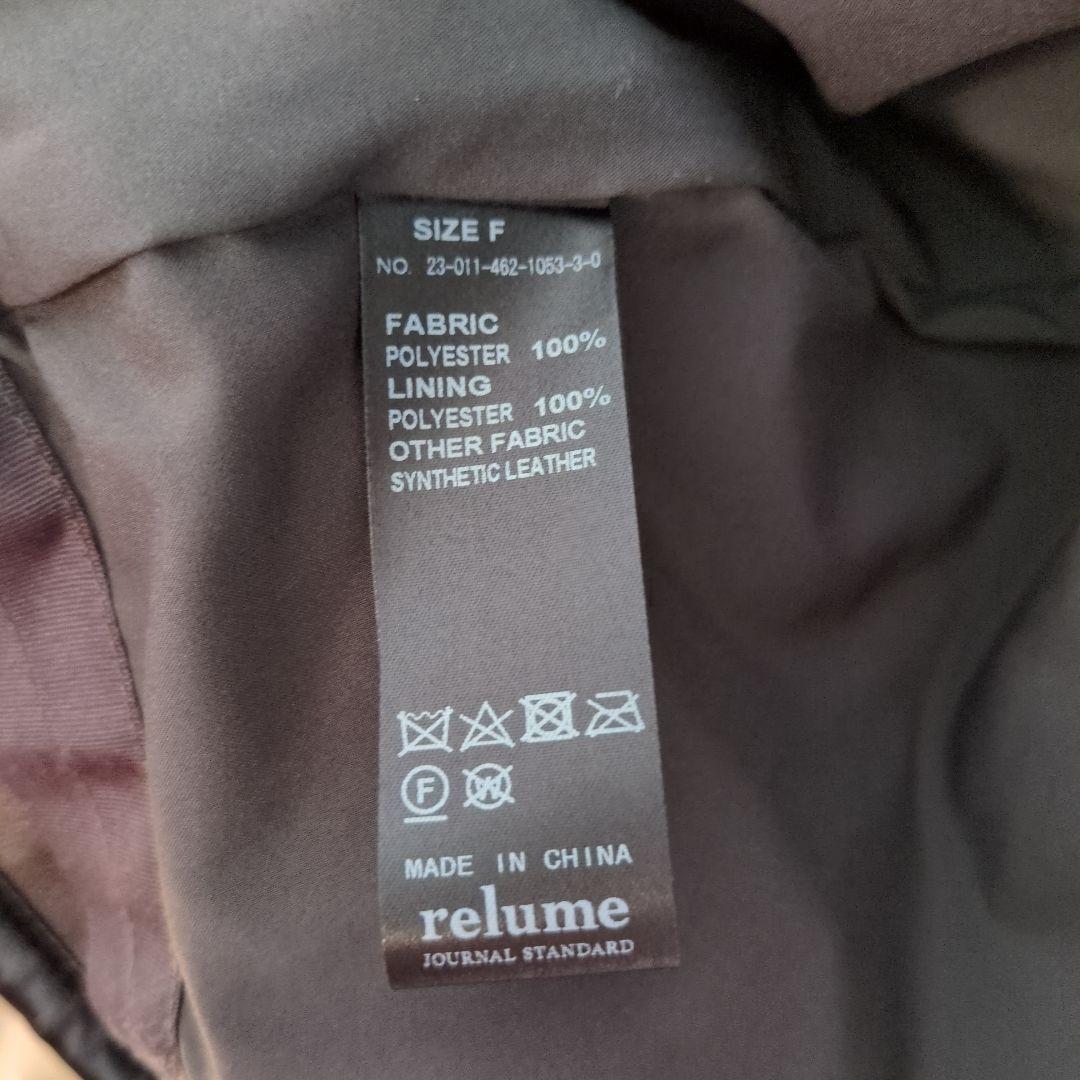 SIZE F
NO. 23-011-462-1053-3-0
FABRIC
POLYESTER 100%
LINING
POLYESTER 100%
OTHER FABRIC
SYNTHETIC LEATHER
F W
MADE IN CHINA
relume
JOURNAL STANDARD